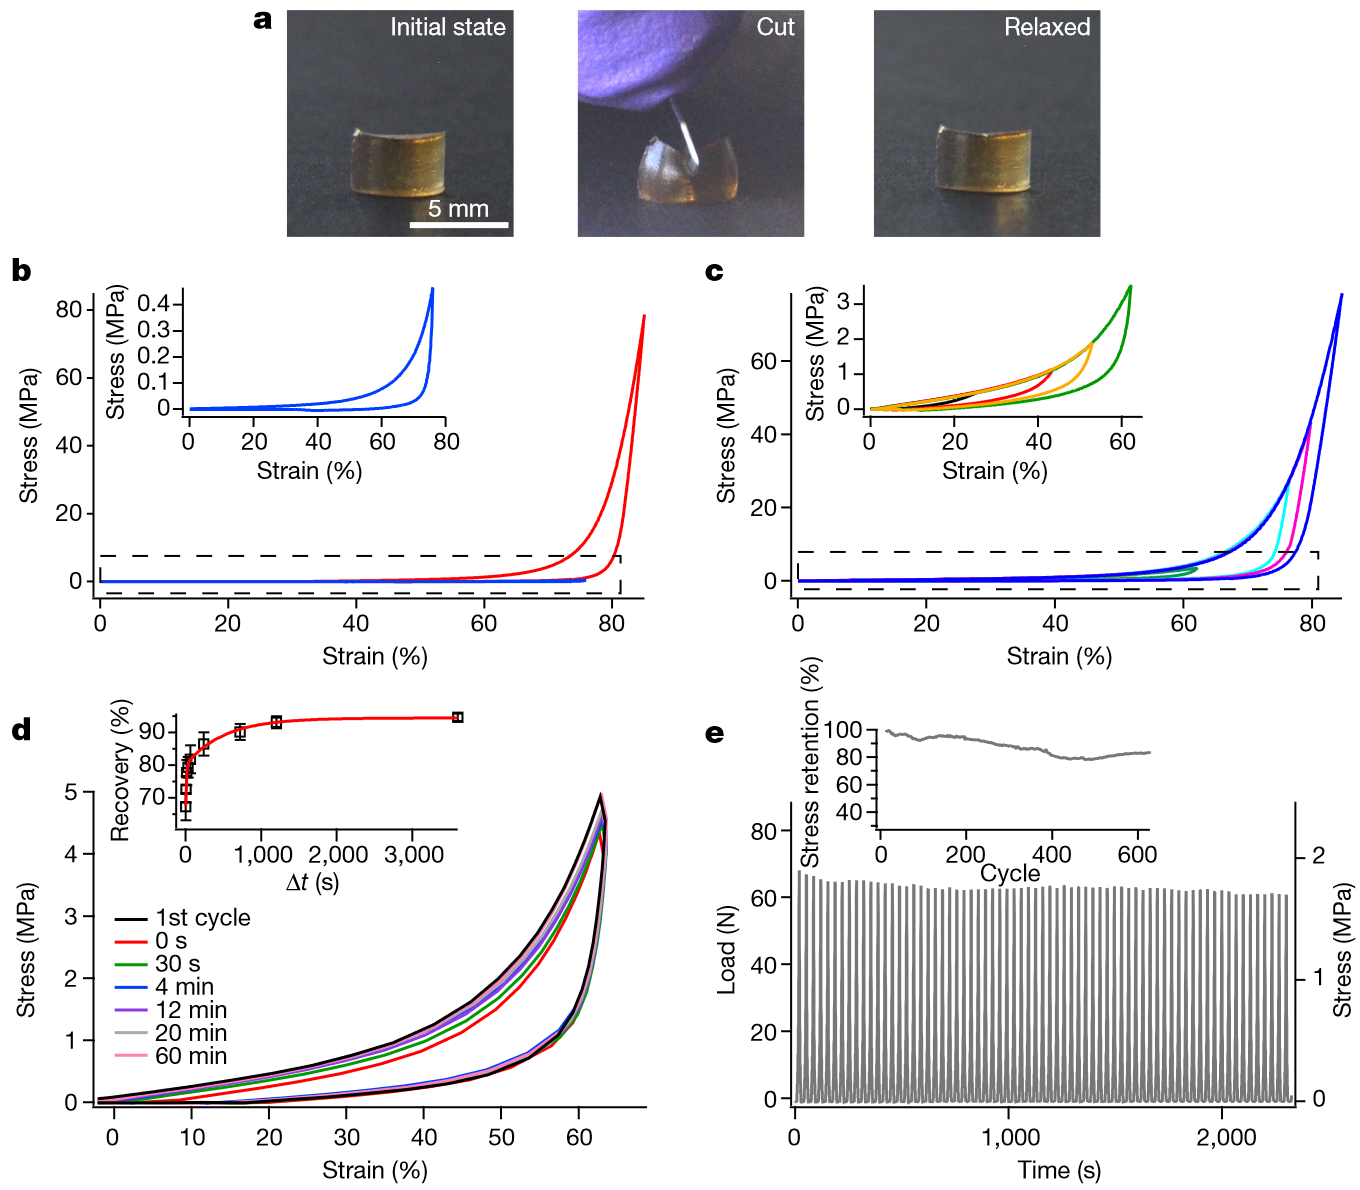 a
Initial state
Cut
Relaxed
5 mm
b
Stress (MPa)
80
60
40
20
0
0 20 40 60 80
Strain (%)
Stress (MPa)
0.4
0.3
0.2
0.1
0
0 20 40 60 80
Strain (%)
c
Stress (MPa)
60
40
20
0
0 20 40 60 80
Strain (%)
Stress (MPa)
3
2
1
0
0 20 40 60
Strain (%)
d
Stress (MPa)
5
4
3
2
1
0
0 10 20 30 40 50 60
Strain (%)
Recovery (%)
90
80
70
0 1,000 2,000 3,000
Δt (s)
1st cycle
0 s
30 s
4 min
12 min
20 min
60 min
e
Load (N)
80
60
40
20
0
0 1,000 2,000
Time (s)
Stress (MPa)
2
1
0
Stress retention (%)
100
80
60
40
0 200 400 600
Cycle